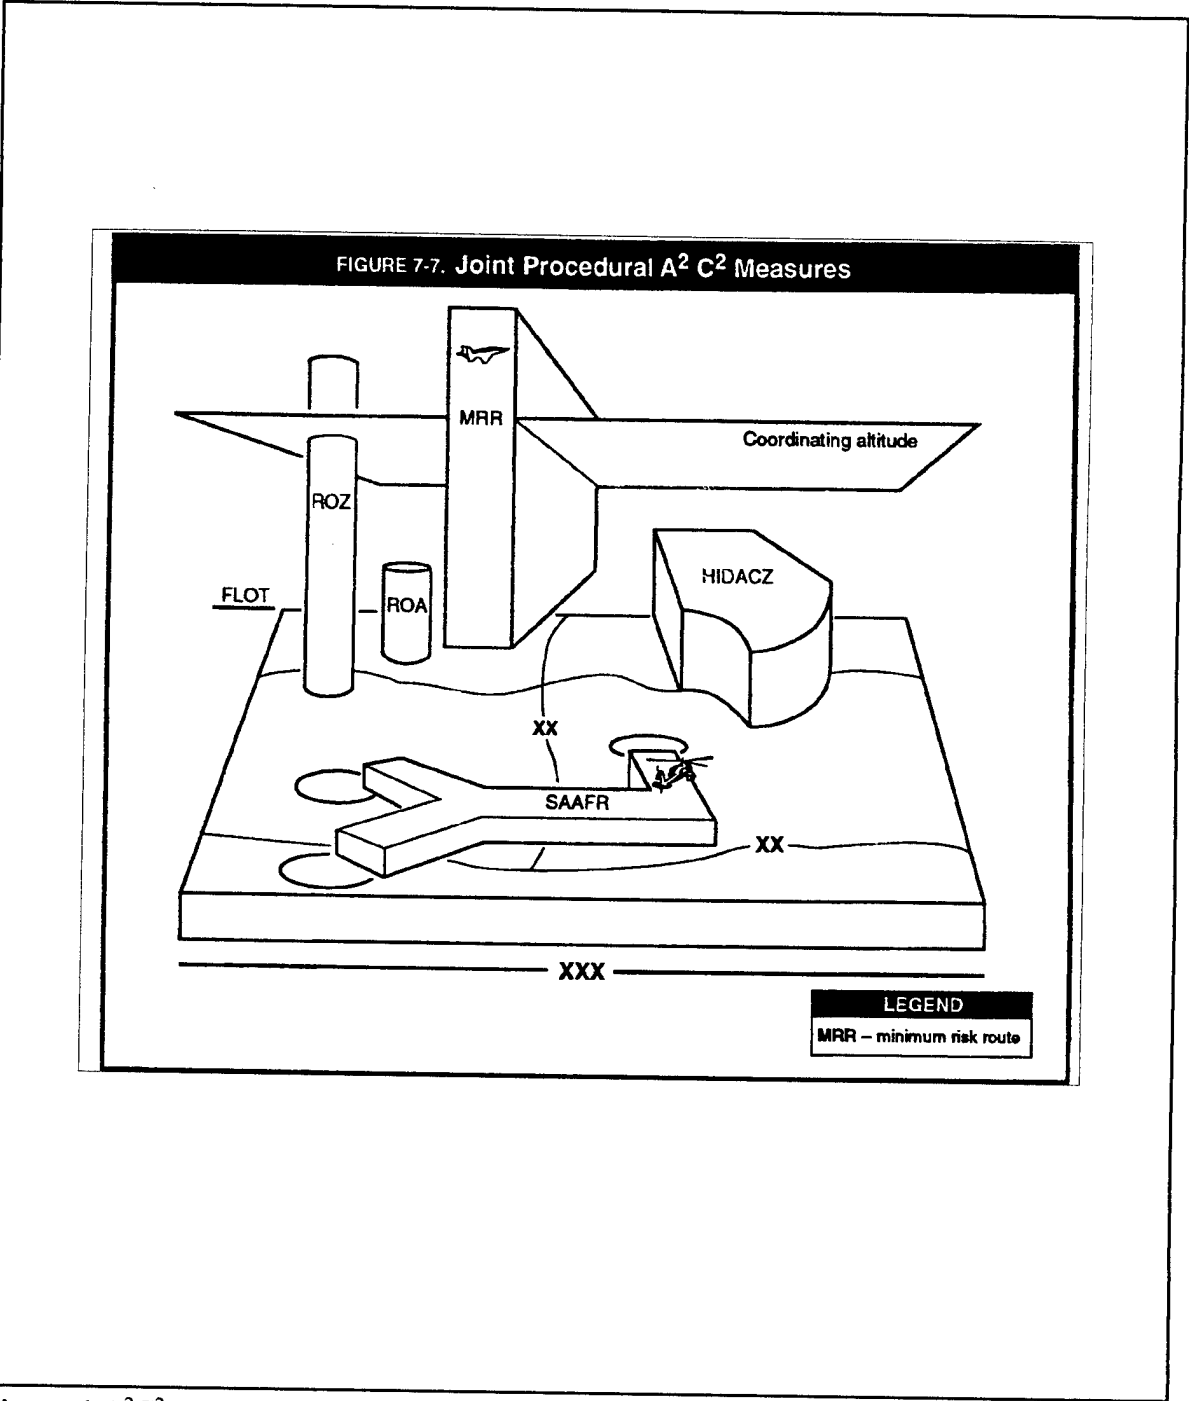 FIGURE 7-7. Joint Procedural A² C² Measures
MRR
Coordinating altitude
ROZ
HIDACZ
FLOT
ROA
XX
SAAFR
XX
XXX
LEGEND
MRR – minimum risk route